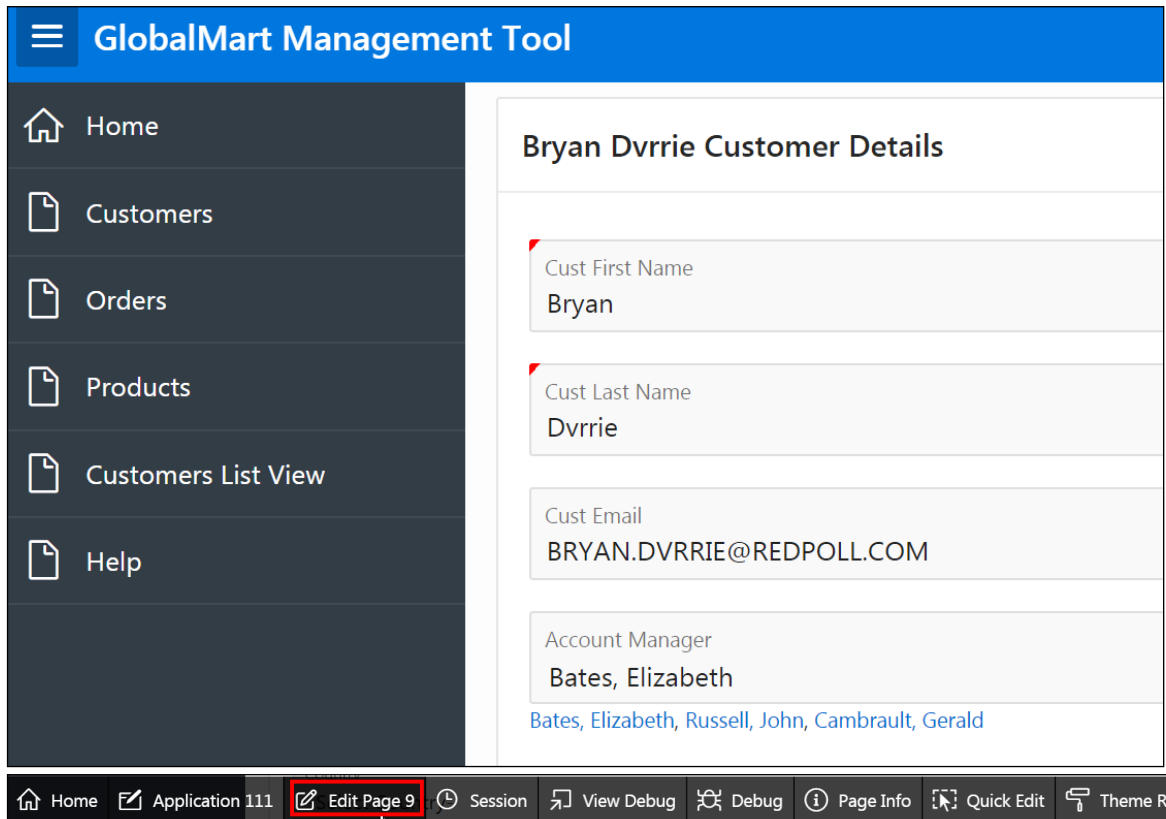 GlobalMart Management Tool
Home
Customers
Orders
Products
Customers List View
Help
Bryan Dvrrie Customer Details
Cust First Name
Bryan
Cust Last Name
Dvrrie
Cust Email
BRYAN.DVRRIE@REDPOLL.COM
Account Manager
Bates, Elizabeth
Bates, Elizabeth, Russell, John, Cambrault, Gerald
Home Application 111 Edit Page 9 Session View Debug Debug Page Info Quick Edit Theme R